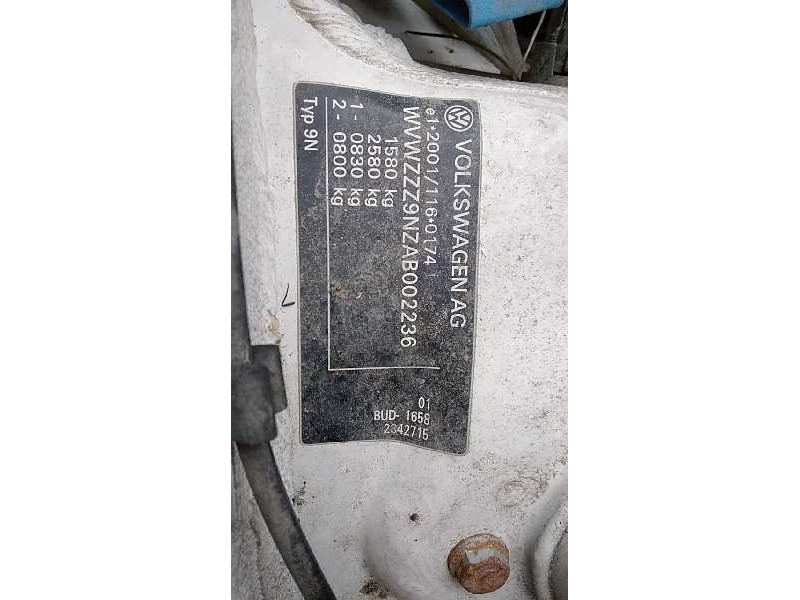 VOLKSWAGEN AG
e1*2001/116*0174
WVWZZZ9NZAB002236
1580 kg
2580 kg
1 - 0830 kg
2 - 0800 kg
Typ 9N
01
BUD- 1658
2342715